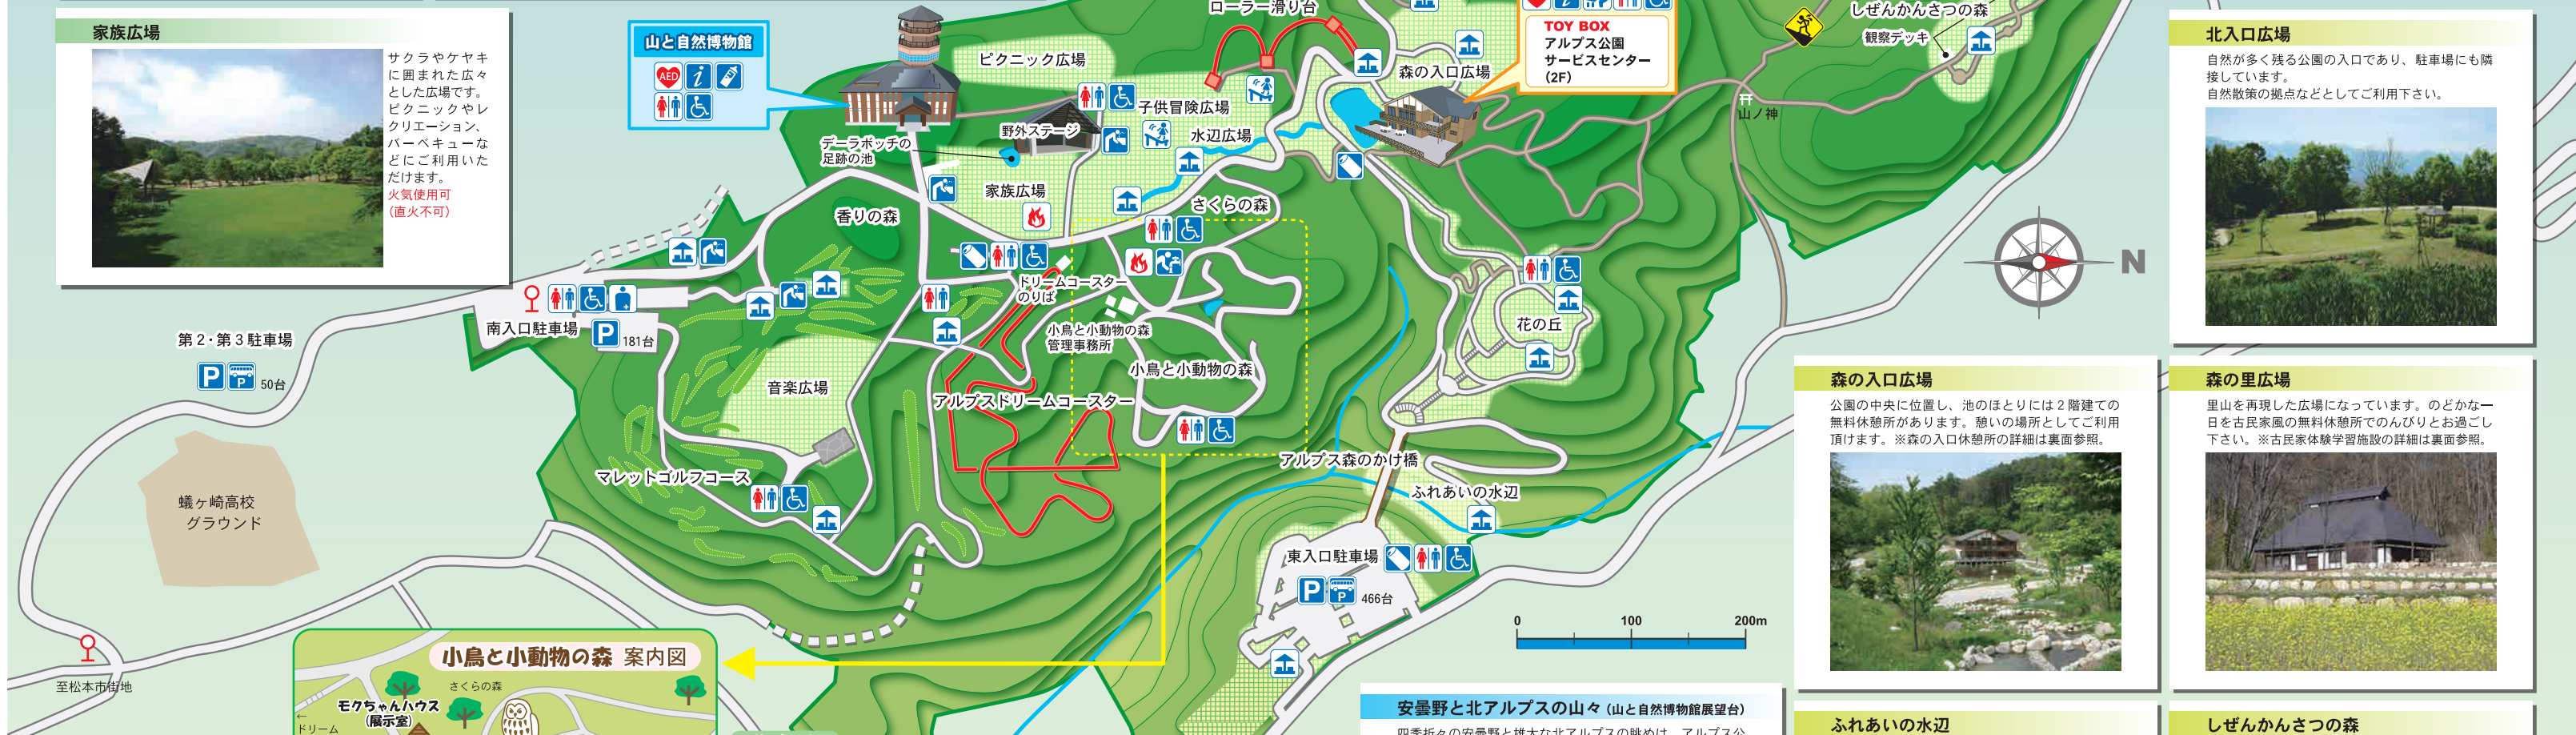 家族広場
サクラやケヤキ
に囲まれた広々
とした広場です。
ピクニックやレ
クリエーション、
バーベキューな
どにご利用いた
だけます。
火気使用可
(直火不可)
山と自然博物館
AED
i
ピクニック広場
ローラー滑り台
子供冒険広場
水辺広場
野外ステージ
デーラボッチの
足跡の池
家族広場
さくらの森
香りの森
森の入口広場
TOY BOX
アルプス公園
サービスセンター
(2F)
しぜんかんさつの森
観察デッキ
山ノ神
N
南入口駐車場
P
181台
第2・第3駐車場
P
P
50台
ドリームコースター
のりば
小鳥と小動物の森
管理事務所
小鳥と小動物の森
音楽広場
アルプスドリームコースター
マレットゴルフコース
花の丘
アルプス森のかけ橋
ふれあいの水辺
東入口駐車場
P
P
466台
蟻ヶ崎高校
グラウンド
至松本市街地
0 100 200m
小鳥と小動物の森 案内図
さくらの森
モクちゃんハウス
(展示室)
←
ドリーム
安曇野と北アルプスの山々(山と自然博物館展望台)
四季折々の安曇野と雄大な北アルプスの眺めは、アルプス公
北入口広場
自然が多く残る公園の入口であり、駐車場にも隣
接しています。
自然散策の拠点などとしてご利用下さい。
森の入口広場
公園の中央に位置し、池のほとりには2階建ての
無料休憩所があります。憩いの場所としてご利用
頂けます。※森の入口休憩所の詳細は裏面参照。
森の里広場
里山を再現した広場になっています。のどかな一
日を古民家風の無料休憩所でのんびりとお過ごし
下さい。※古民家体験学習施設の詳細は裏面参照。
ふれあいの水辺
しぜんかんさつの森